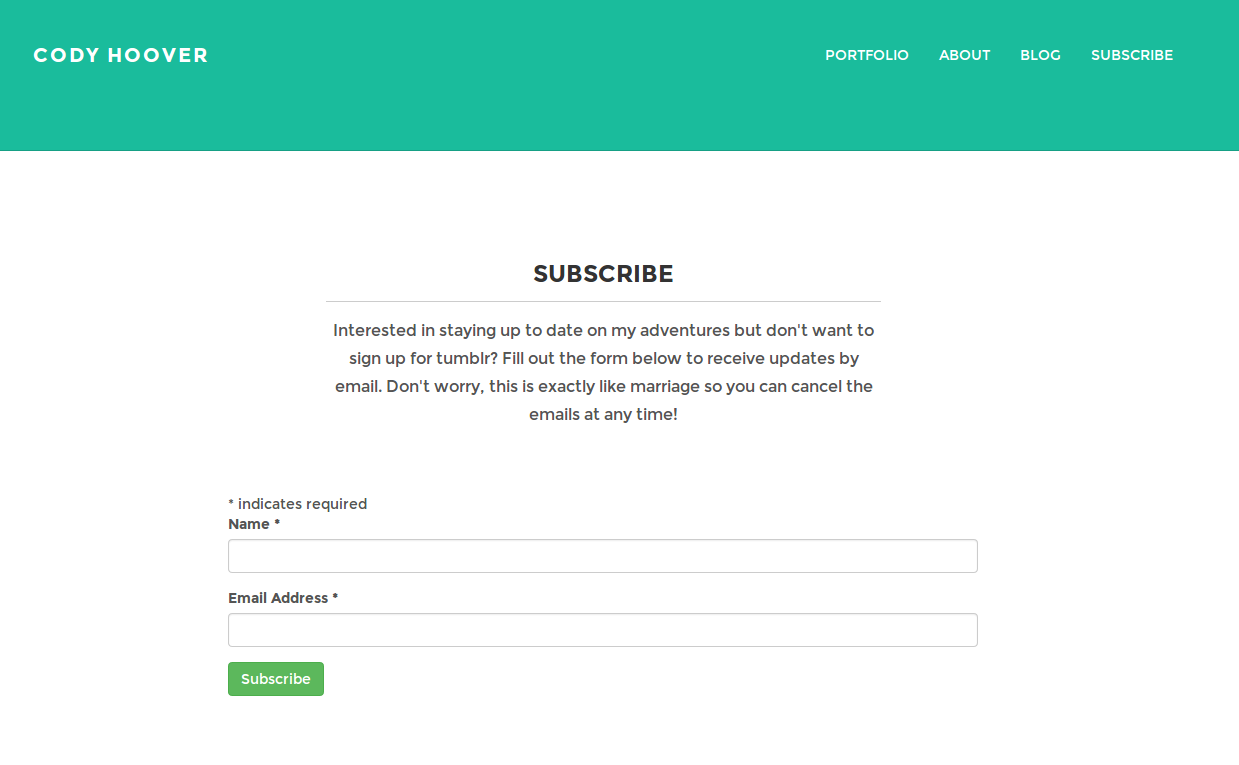 CODY HOOVER
PORTFOLIO ABOUT BLOG SUBSCRIBE
SUBSCRIBE
Interested in staying up to date on my adventures but don't want to
sign up for tumblr? Fill out the form below to receive updates by
email. Don't worry, this is exactly like marriage so you can cancel the
emails at any time!
* indicates required
Name *
Email Address *
Subscribe